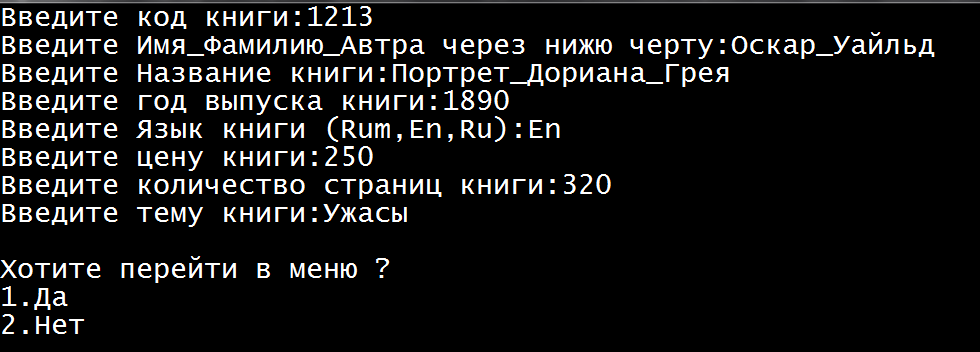 Введите код книги:1213
Введите Имя_Фамилию_Автра через нижю черту:Оскар_Уайльд
Введите Название книги:Портрет_Дориана_Грея
Введите год выпуска книги:1890
Введите Язык книги (Rum,En,Ru):En
Введите цену книги:250
Введите количество страниц книги:320
Введите тему книги:Ужасы
Хотите перейти в меню ?
1.Да
2.Нет